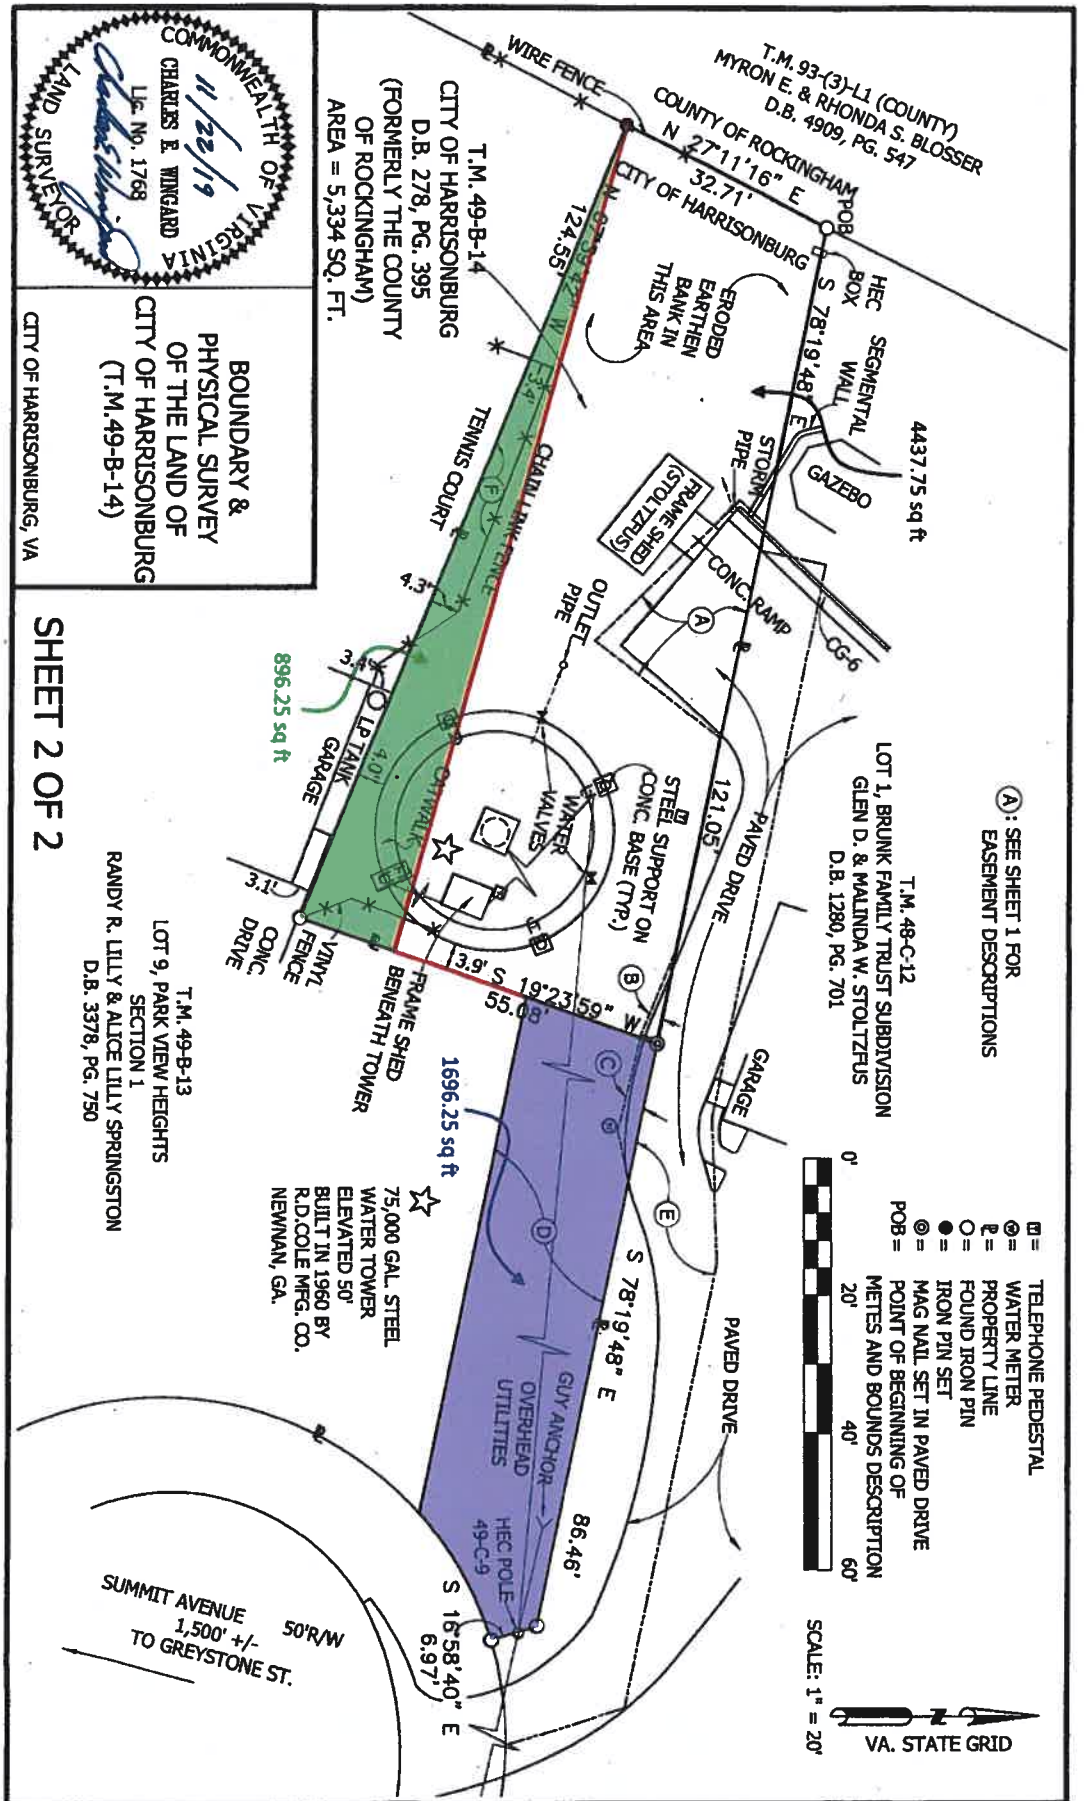 T.M. 93-(3)-L1 (COUNTY)
MYRON E. & RHONDA S. BLOSSER
D.B. 4909, PG. 547
WIRE FENCE
COUNTY OF ROCKINGHAM
N 27°11'16" E
32.71'
CITY OF HARRISONBURG
POB
HEC
BOX
S 78°19'48" E
SEGMENTAL
WALL
4437.75 sq ft
GAZEBO
ERODED
EARTHEN
BANK IN
THIS AREA
STORM
PIPE
FRAME SHED
(STOLTZFUS)
CONC. RAMP
CG-6
A
OUTLET
PIPE
121.05'
PAVED DRIVE
A : SEE SHEET 1 FOR
EASEMENT DESCRIPTIONS
T.M. 48-C-12
LOT 1, BRUNK FAMILY TRUST SUBDIVISION
GLEN D. & MALINDA W. STOLTZFUS
D.B. 1280, PG. 701
STEEL SUPPORT ON
CONC. BASE (TYP.)
WATER
VALVES
B
GARAGE
C
E
D
T.M. 49-B-14
CITY OF HARRISONBURG
D.B. 278, PG. 395
(FORMERLY THE COUNTY
OF ROCKINGHAM)
AREA = 5,334 SQ. FT.
N 67°39'42" W
124.55'
3.4'
CHAIN LINK FENCE
F
TENNIS COURT
4.3'
3.4'
LP TANK
4.0'
GARAGE
CATWALK
896.25 sq ft
3.1'
CONC.
DRIVE
VINYL
FENCE
FRAME SHED
BENEATH TOWER
3.9'
S 19°23'59" W
55.08'
1696.25 sq ft
75,000 GAL. STEEL
WATER TOWER
ELEVATED 50'
BUILT IN 1960 BY
R.D.COLE MFG. CO.
NEWNAN, GA.
T.M. 49-B-13
LOT 9, PARK VIEW HEIGHTS
SECTION 1
RANDY R. LILLY & ALICE LILLY SPRINGSTON
D.B. 3378, PG. 750
S 78°19'48" E
86.46'
PAVED DRIVE
GUY ANCHOR
OVERHEAD
UTILITIES
HEC POLE
49-C-9
S 16°58'40" E
6.97'
SUMMIT AVENUE 50'R/W
1,500' +/-
TO GREYSTONE ST.
= TELEPHONE PEDESTAL
= WATER METER
= PROPERTY LINE
= FOUND IRON PIN
= IRON PIN SET
= MAG NAIL SET IN PAVED DRIVE
POB = POINT OF BEGINNING OF
METES AND BOUNDS DESCRIPTION
0' 20' 40' 60'
SCALE: 1" = 20'
N
VA. STATE GRID
COMMONWEALTH OF VIRGINIA
11/22/19
CHARLES E. WINGARD
Lic. No. 1768
Charles E Wingard
LAND SURVEYOR
BOUNDARY &
PHYSICAL SURVEY
OF THE LAND OF
CITY OF HARRISONBURG
(T.M.49-B-14)
CITY OF HARRISONBURG, VA
SHEET 2 OF 2